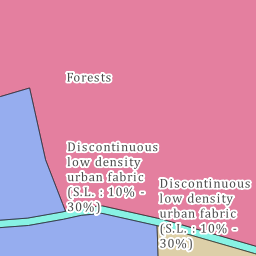 Forests
Discontinuous
low density
urban fabric
(S.L. : 10% -
30%)
Discontinuous
low density
urban fabric
(S.L. : 10% -
30%)